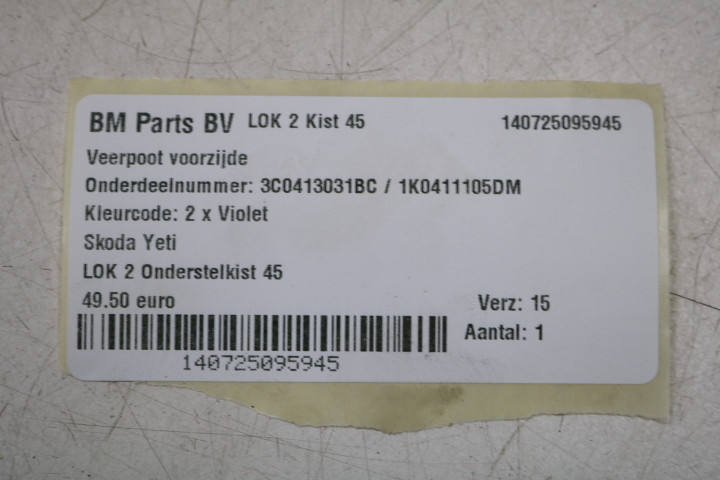 BM Parts BV LOK 2 Kist 45 140725095945
Veerpoot voorzijde
Onderdeelnummer: 3C0413031BC / 1K0411105DM
Kleurcode: 2 x Violet
Skoda Yeti
LOK 2 Onderstelkist 45
49.50 euro Verz: 15
Aantal: 1
140725095945